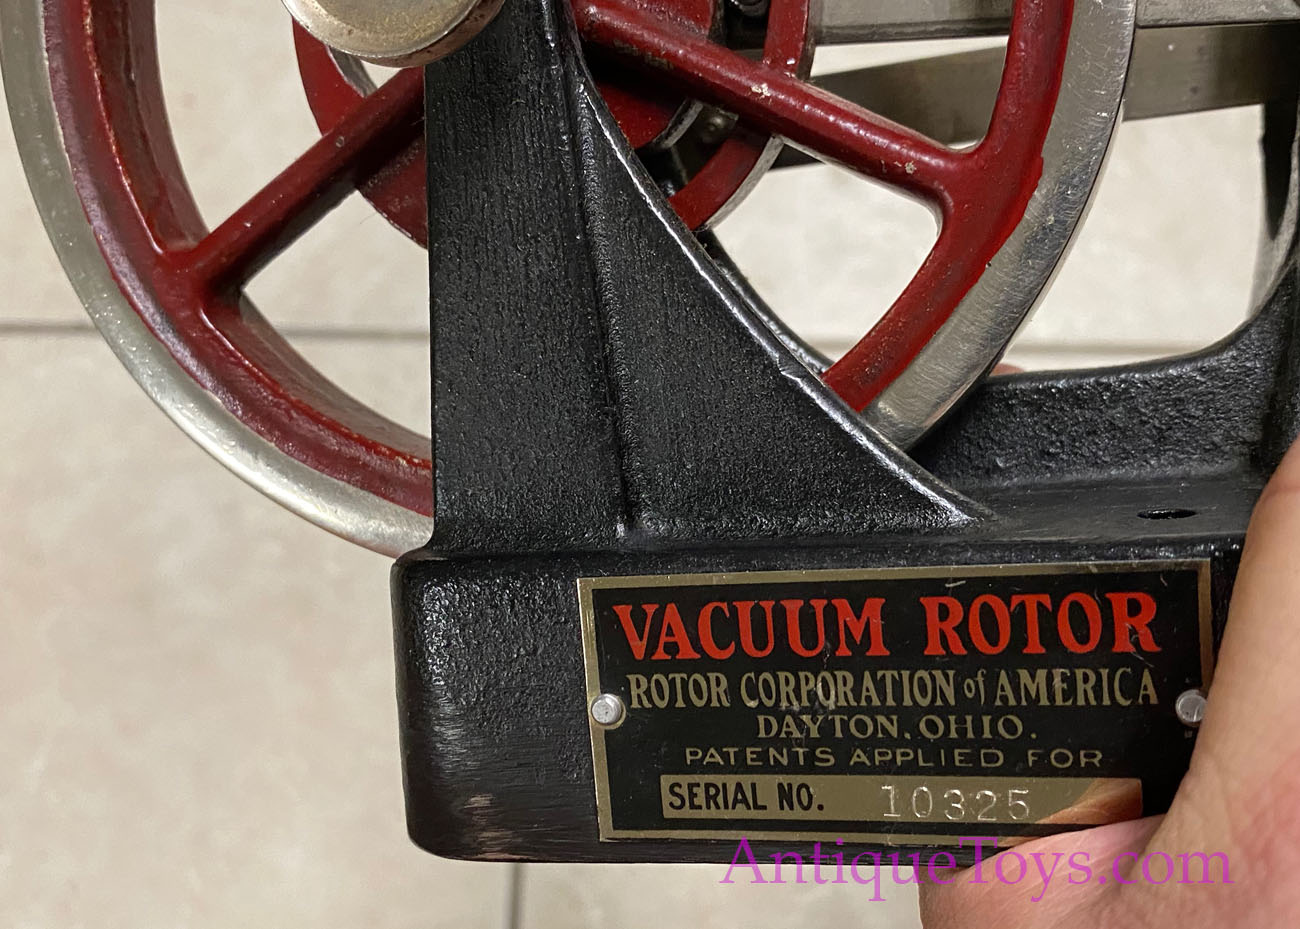 VACUUM ROTOR
ROTOR CORPORATION of AMERICA
DAYTON, OHIO.
PATENTS APPLIED FOR
SERIAL NO. 10325
AntiqueToys.com